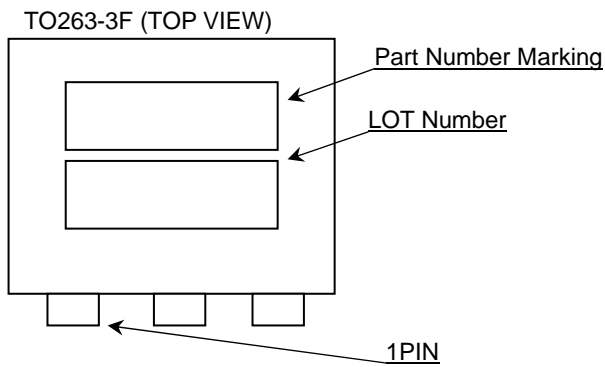 TO263-3F (TOP VIEW)
Part Number Marking
LOT Number
1PIN